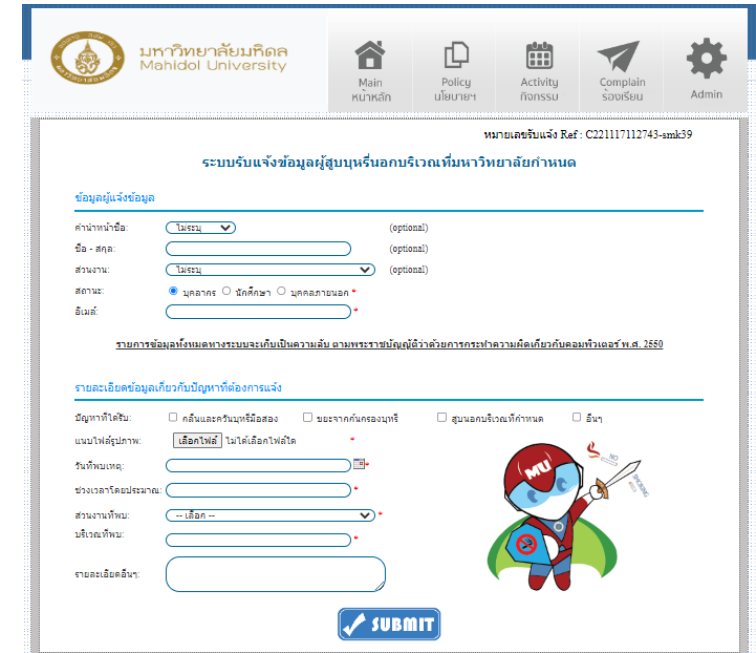 มหาวิทยาลัยมหิดล
Mahidol University
Main
หน้าหลัก
Policy
นโยบายฯ
Activity
กิจกรรม
Complain
ร้องเรียน
Admin
หมายเลขรับแจ้ง Ref : C221117112743-smk39
ระบบรับแจ้งข้อมูลผู้สูบบุหรี่นอกบริเวณที่มหาวิทยาลัยกำหนด
ข้อมูลผู้แจ้งข้อมูล
คำนำหน้าชื่อ: ไม่ระบุ (optional)
ชื่อ - สกุล: (optional)
ส่วนงาน: ไม่ระบุ (optional)
สถานะ: บุคลากร นักศึกษา บุคคลภายนอก *
อีเมล์: *
รายการข้อมูลทั้งหมดทางระบบจะเก็บเป็นความลับ ตามพระราชบัญญัติว่าด้วยการกระทำความผิดเกี่ยวกับคอมพิวเตอร์ พ.ศ. 2550
รายละเอียดข้อมูลเกี่ยวกับปัญหาที่ต้องการแจ้ง
ปัญหาที่ได้รับ: กลิ่นและควันบุหรี่มือสอง ขยะจากก้นกรองบุหรี่ สูบนอกบริเวณที่กำหนด อื่นๆ
แนบไฟล์รูปภาพ: เลือกไฟล์ ไม่ได้เลือกไฟล์ใด *
วันที่พบเหตุ: *
ช่วงเวลาโดยประมาณ: *
ส่วนงานที่พบ: -- เลือก -- *
บริเวณที่พบ: *
รายละเอียดอื่นๆ:
MU
NO
SMOKING
SUBMIT